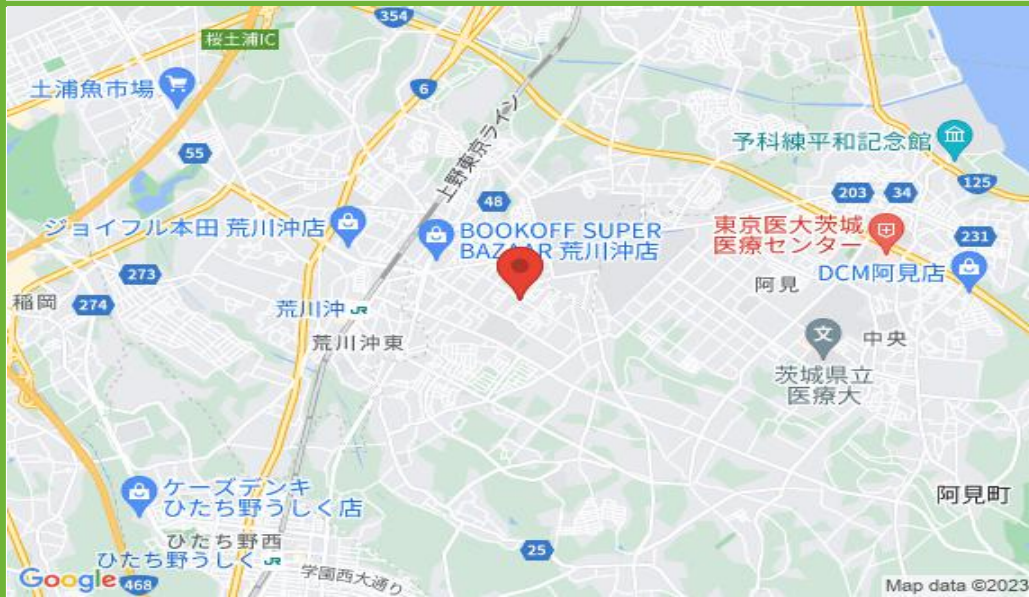 354
桜土浦IC
土浦魚市場
6
上野東京ライン
予科練平和記念館
55
125
203
34
48
ジョイフル本田 荒川沖店
BOOKOFF SUPER
BAZAAR 荒川沖店
東京医大茨城
医療センター
231
273
DCM阿見店
阿見
稲岡
274
荒川沖 JR
荒川沖東
中央
文
茨城県立
医療大
ケーズデンキ
ひたち野うしく店
阿見町
ひたち野西
25
ひたち野うしく JR
学園西大通り
Google
468
Map data ©2023